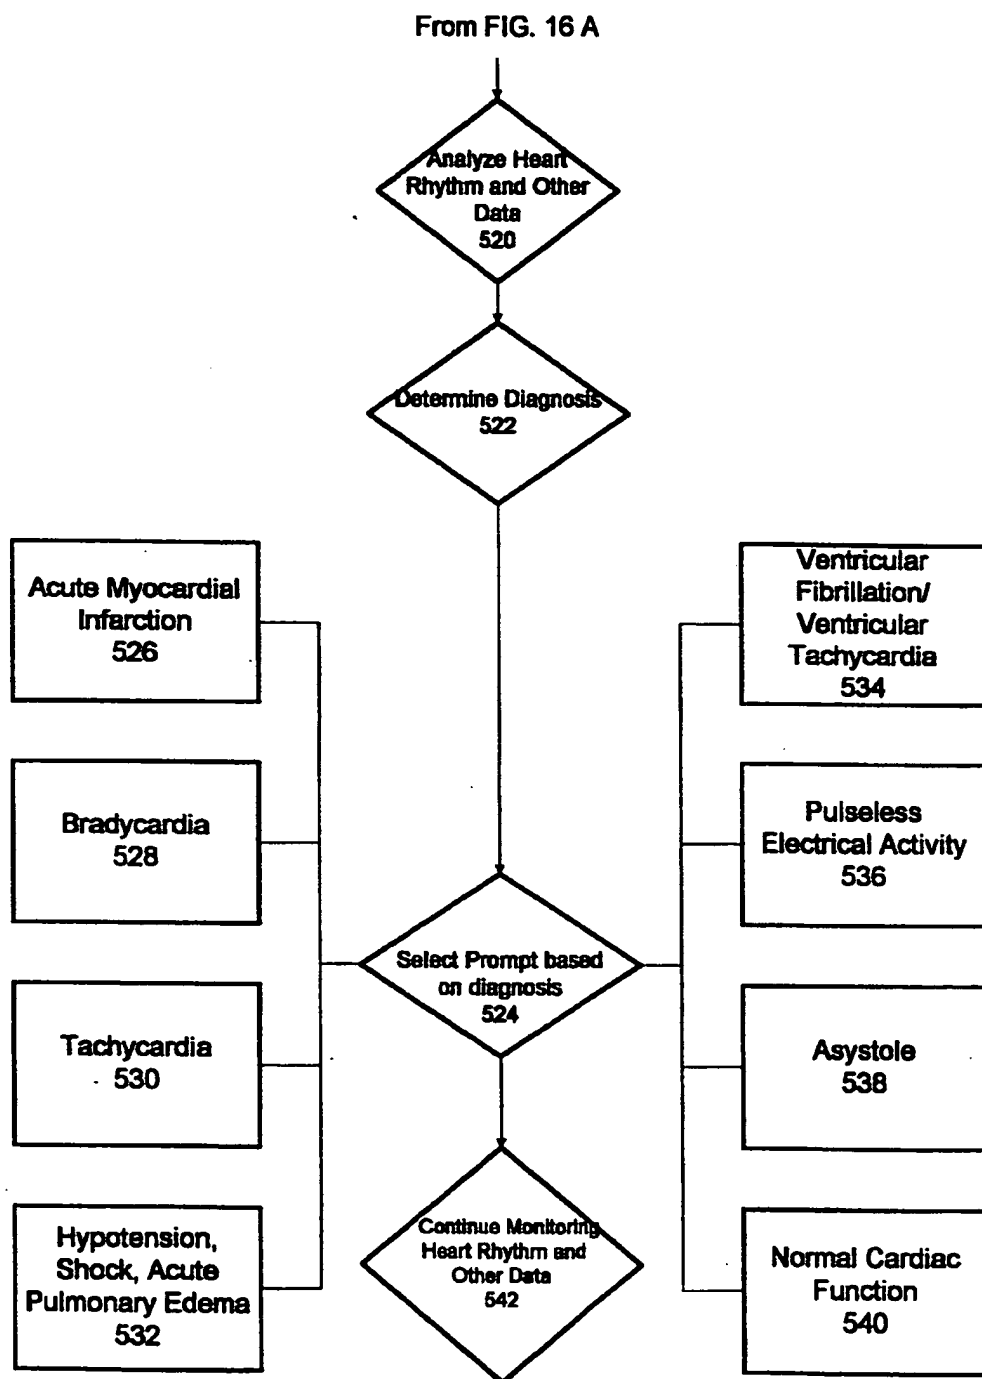 From FIG. 16 A
Analyze Heart
Rhythm and Other
Data
520
Determine Diagnosis
522
Acute Myocardial
Infarction
526
Bradycardia
528
Tachycardia
530
Hypotension,
Shock, Acute
Pulmonary Edema
532
Select Prompt based
on diagnosis
524
Continue Monitoring
Heart Rhythm and
Other Data
542
Ventricular
Fibrillation/
Ventricular
Tachycardia
534
Pulseless
Electrical Activity
536
Asystole
538
Normal Cardiac
Function
540